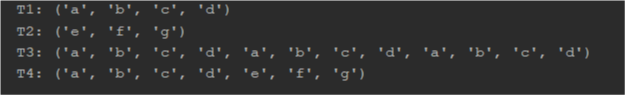 T1: ('a', 'b', 'c', 'd')
T2: ('e', 'f', 'g')
T3: ('a', 'b', 'c', 'd', 'a', 'b', 'c', 'd', 'a', 'b', 'c', 'd')
T4: ('a', 'b', 'c', 'd', 'e', 'f', 'g')